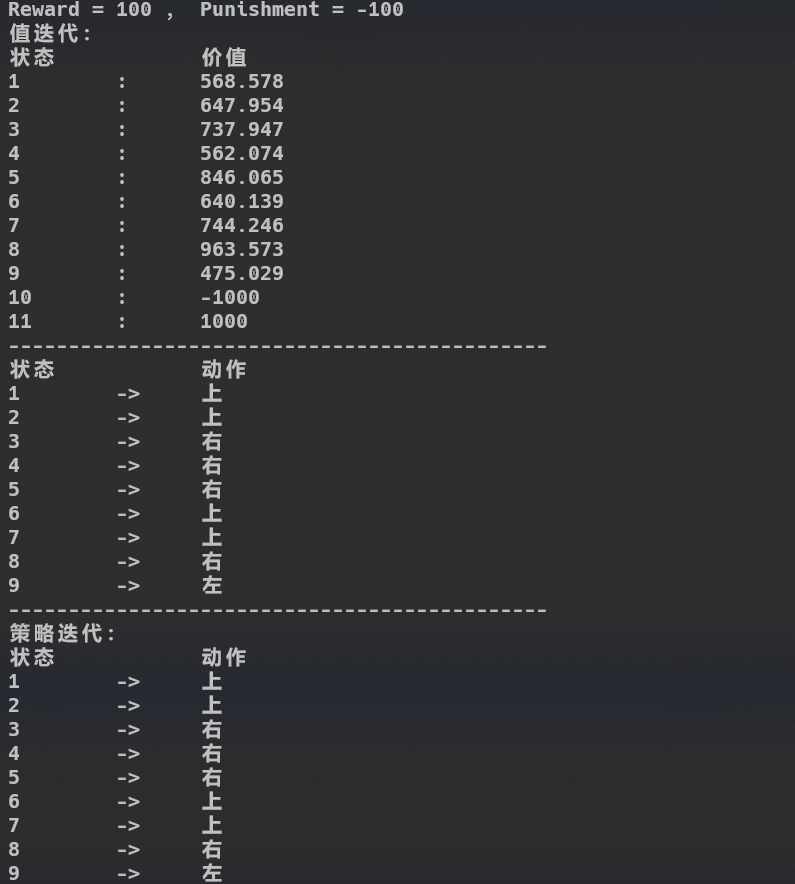 Reward = 100 ,  Punishment = -100
值迭代:
状态 价值
1 : 568.578
2 : 647.954
3 : 737.947
4 : 562.074
5 : 846.065
6 : 640.139
7 : 744.246
8 : 963.573
9 : 475.029
10 : -1000
11 : 1000
---------------------------------------------
状态 动作
1 -> 上
2 -> 上
3 -> 右
4 -> 右
5 -> 右
6 -> 上
7 -> 上
8 -> 右
9 -> 左
---------------------------------------------
策略迭代:
状态 动作
1 -> 上
2 -> 上
3 -> 右
4 -> 右
5 -> 右
6 -> 上
7 -> 上
8 -> 右
9 -> 左